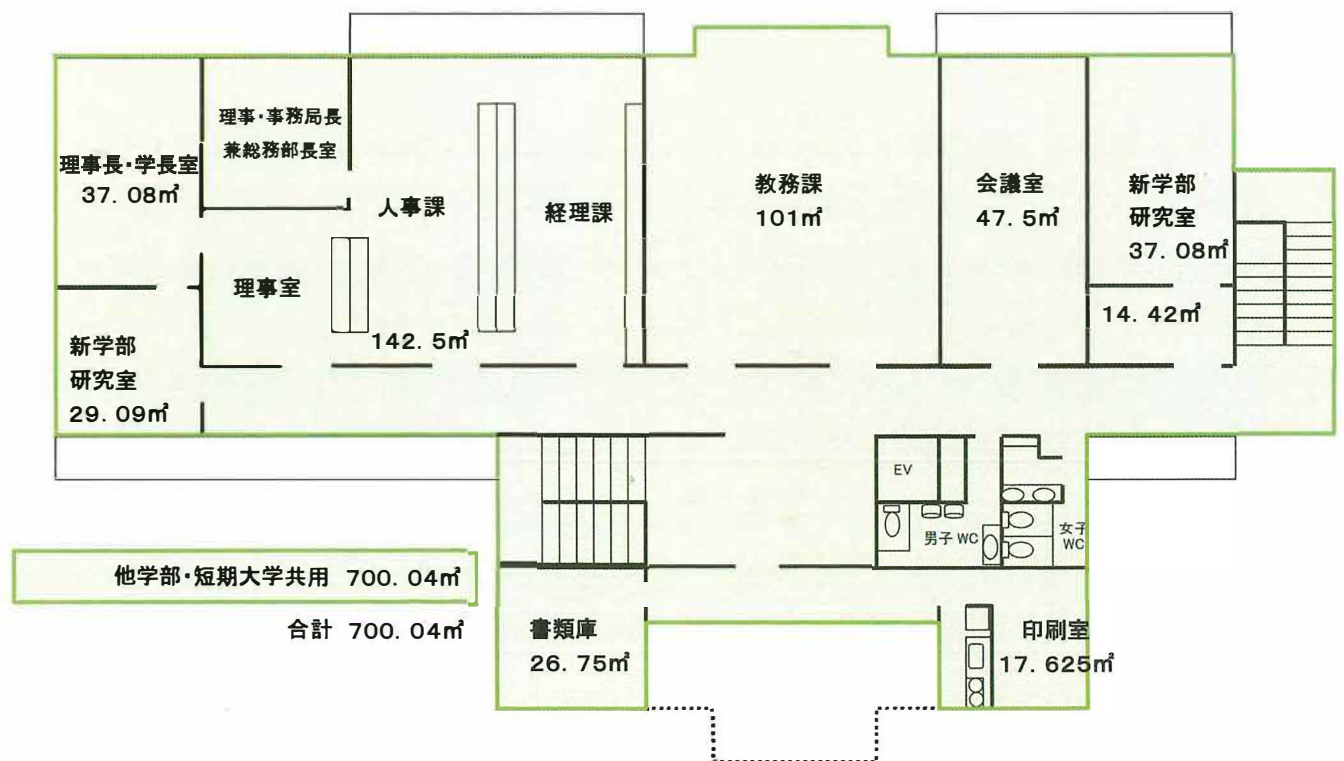 理事・事務局長
兼総務部長室
理事長・学長室
37. 08㎡
人事課
経理課
教務課
101㎡
会議室
47. 5㎡
新学部
研究室
37. 08㎡
理事室
142. 5㎡
14. 42㎡
新学部
研究室
29. 09㎡
EV
男子 WC
女子
WC
他学部・短期大学共用 700. 04㎡
合計 700. 04㎡
書類庫
26. 75㎡
印刷室
17. 625㎡